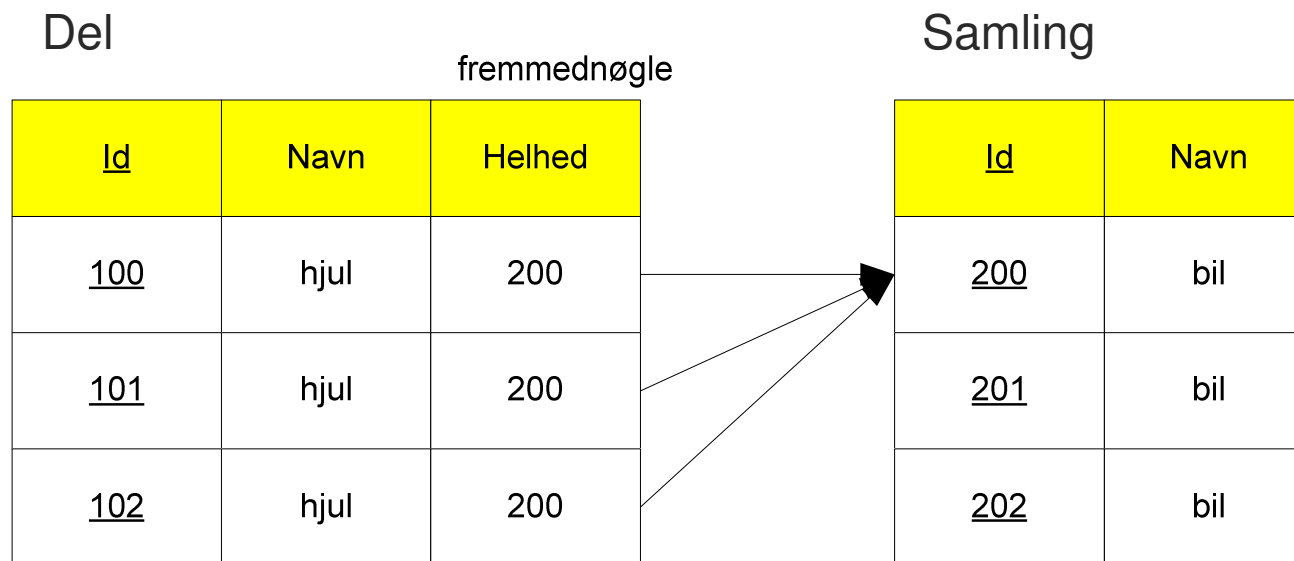 Del Samling
fremmednøgle
Id Navn Helhed Id Navn
100 hjul 200 200 bil
101 hjul 200 201 bil
102 hjul 200 202 bil